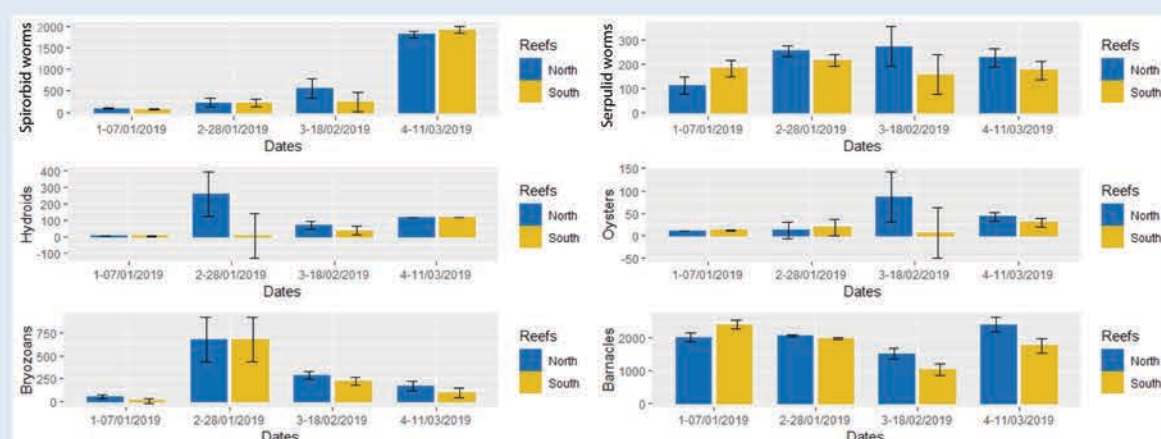 Spirorbid worms
2000
1500
1000
500
0
1-07/01/2019 2-28/01/2019 3-18/02/2019 4-11/03/2019
Dates
Reefs
North
South
Serpulid worms
300
200
100
0
1-07/01/2019 2-28/01/2019 3-18/02/2019 4-11/03/2019
Dates
Reefs
North
South
Hydroids
400
300
200
100
0
-100
1-07/01/2019 2-28/01/2019 3-18/02/2019 4-11/03/2019
Dates
Reefs
North
South
Oysters
150
100
50
0
-50
1-07/01/2019 2-28/01/2019 3-18/02/2019 4-11/03/2019
Dates
Reefs
North
South
Bryozoans
750
500
250
0
1-07/01/2019 2-28/01/2019 3-18/02/2019 4-11/03/2019
Dates
Reefs
North
South
Barnacles
2000
1000
0
1-07/01/2019 2-28/01/2019 3-18/02/2019 4-11/03/2019
Dates
Reefs
North
South